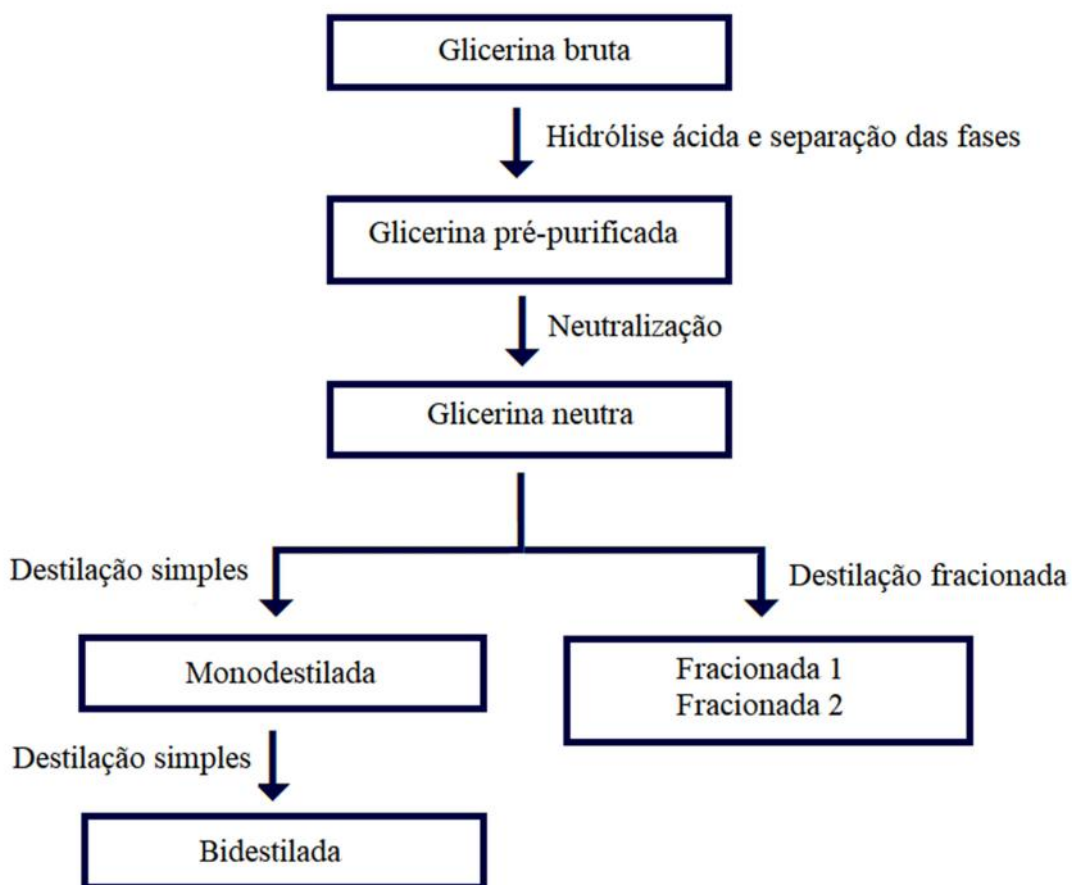 Glicerina bruta
Hidrólise ácida e separação das fases
Glicerina pré-purificada
Neutralização
Glicerina neutra
Destilação simples
Destilação fracionada
Monodestilada
Fracionada 1
Fracionada 2
Destilação simples
Bidestilada